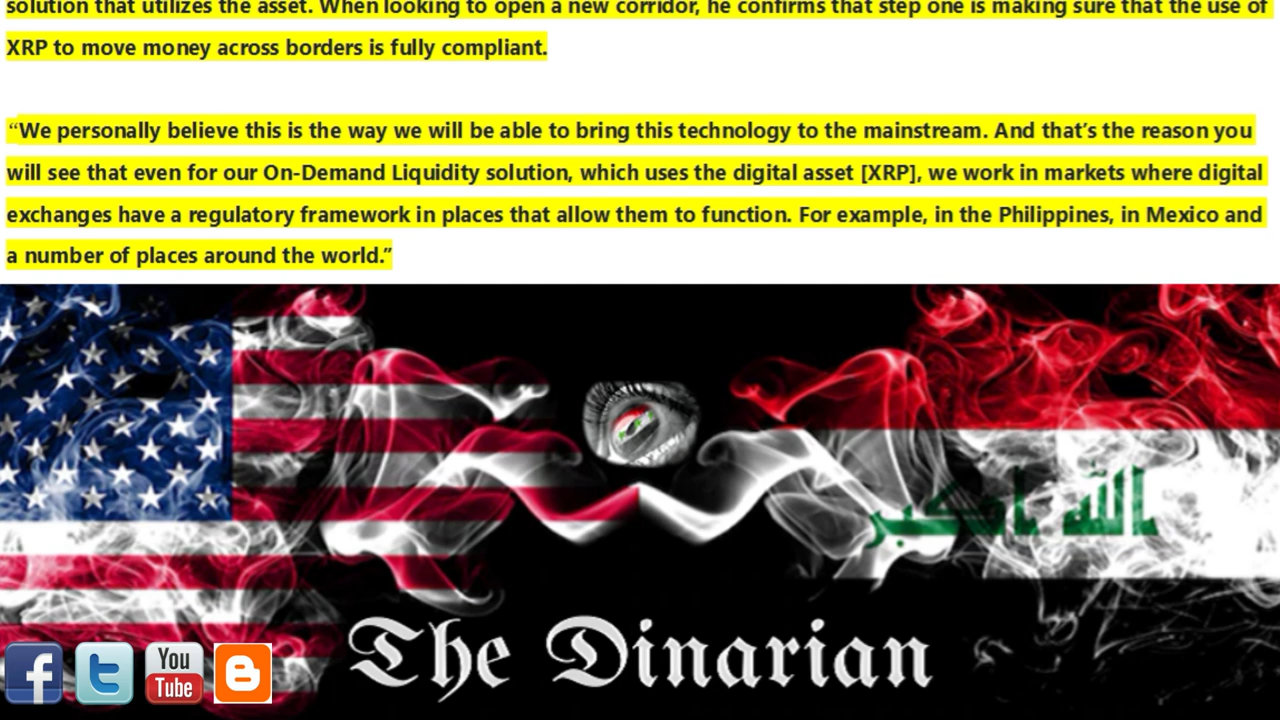 solution that utilizes the asset. When looking to open a new corridor, he confirms that step one is making sure that the use of
XRP to move money across borders is fully compliant.
“We personally believe this is the way we will be able to bring this technology to the mainstream. And that’s the reason you
will see that even for our On-Demand Liquidity solution, which uses the digital asset [XRP], we work in markets where digital
exchanges have a regulatory framework in places that allow them to function. For example, in the Philippines, in Mexico and
a number of places around the world.”
الله اكبر
The Dinarian
You
Tube